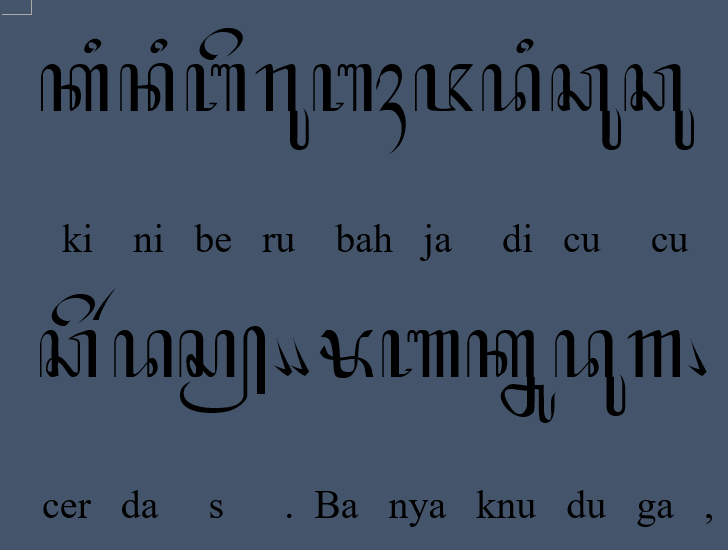 ꦏꦶꦤꦶꦧꦼꦫꦸꦧꦃꦗꦢꦶꦕꦸꦕꦸ
ki ni be ru bah ja di cu cu
ꦕꦼꦂꦢꦱ꧀꧉ꦨꦚꦏ꧀ꦤꦸꦢꦸꦒ꧈
cer da s . Ba nya knu du ga ,